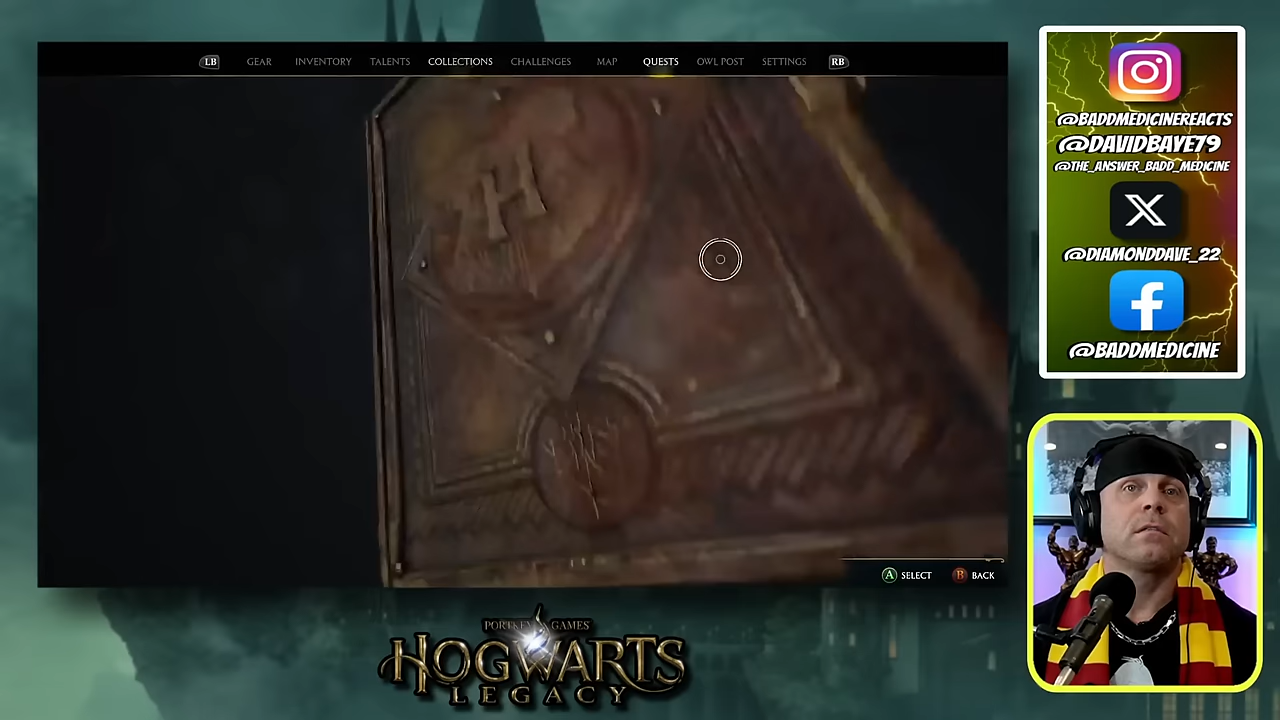 LB GEAR INVENTORY TALENTS COLLECTIONS CHALLENGES MAP QUESTS OWL POST SETTINGS RB
H
A SELECT B BACK
PORTKEY GAMES
HOGWARTS
LEGACY
@BADDMEDICINEREACTS
@DAVIDBAYE79
@THE_ANSWER_BADD_MEDICINE
X
@DIAMONDDAVE_22
f
@BADDMEDICINE